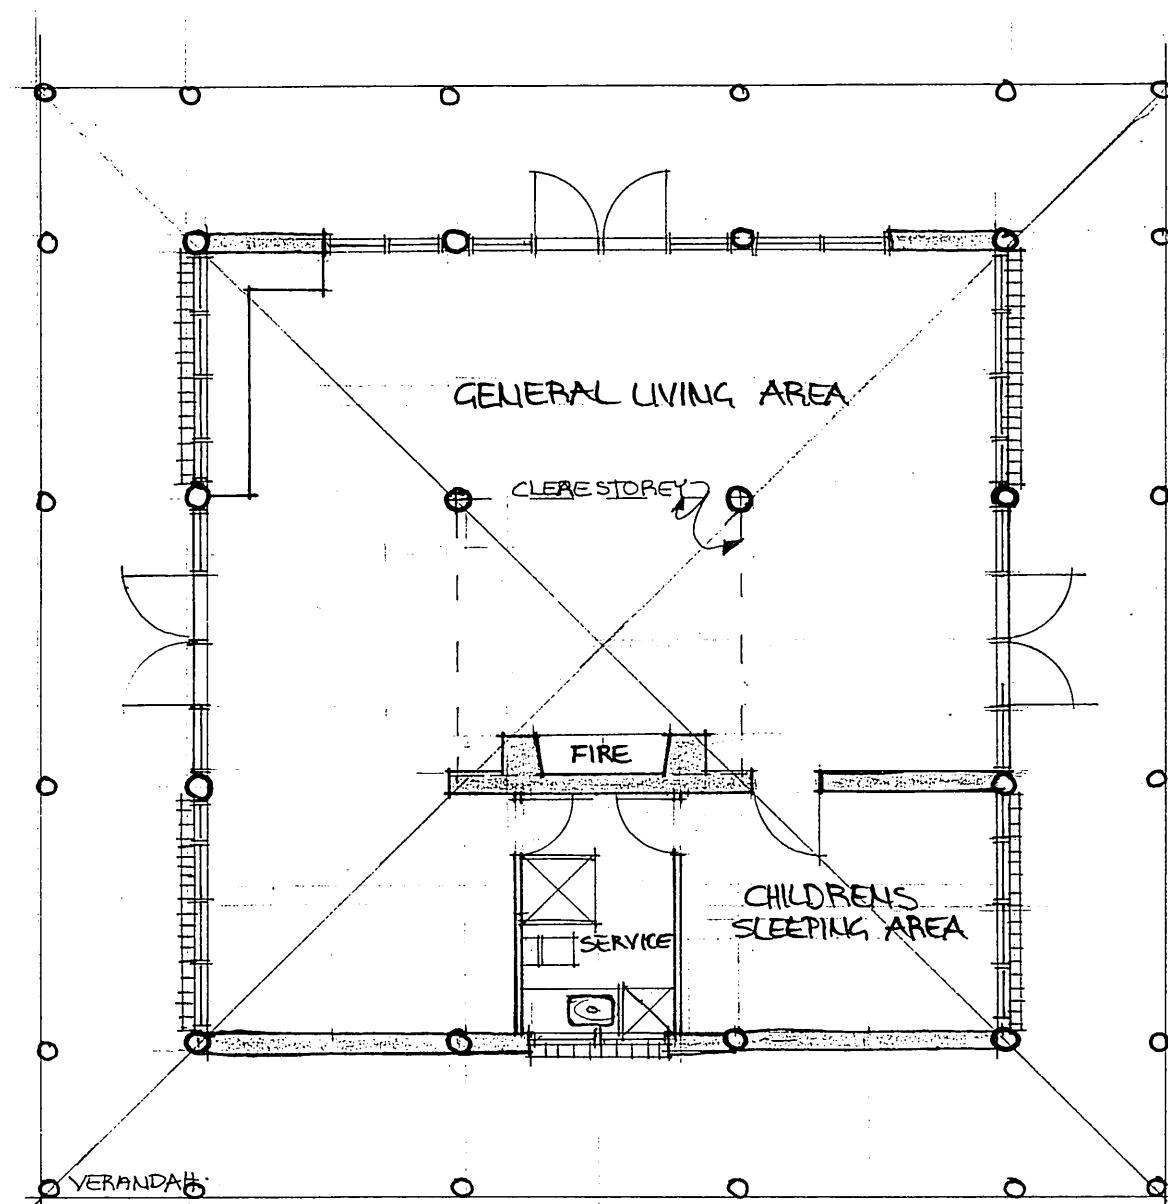 GENERAL LIVING AREA
CLERESTOREY
FIRE
CHILDRENS
SLEEPING AREA
SERVICE
VERANDAH.